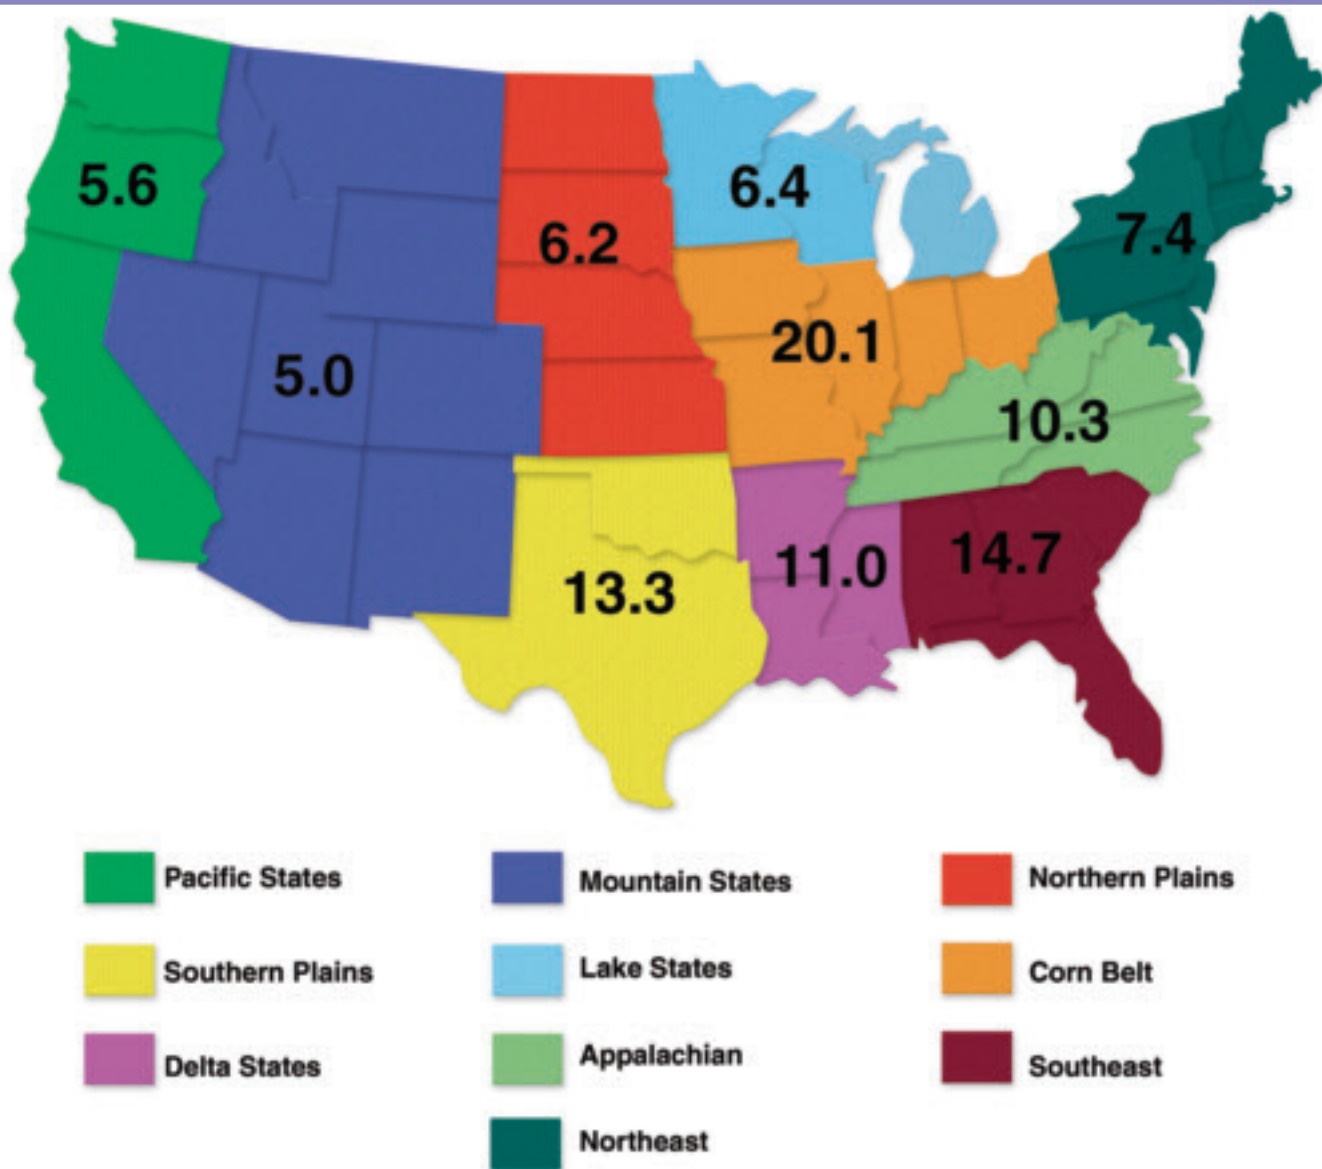 5.6
6.4
7.4
6.2
20.1
5.0
10.3
14.7
11.0
13.3
Pacific States
Mountain States
Northern Plains
Southern Plains
Lake States
Corn Belt
Delta States
Appalachian
Southeast
Northeast